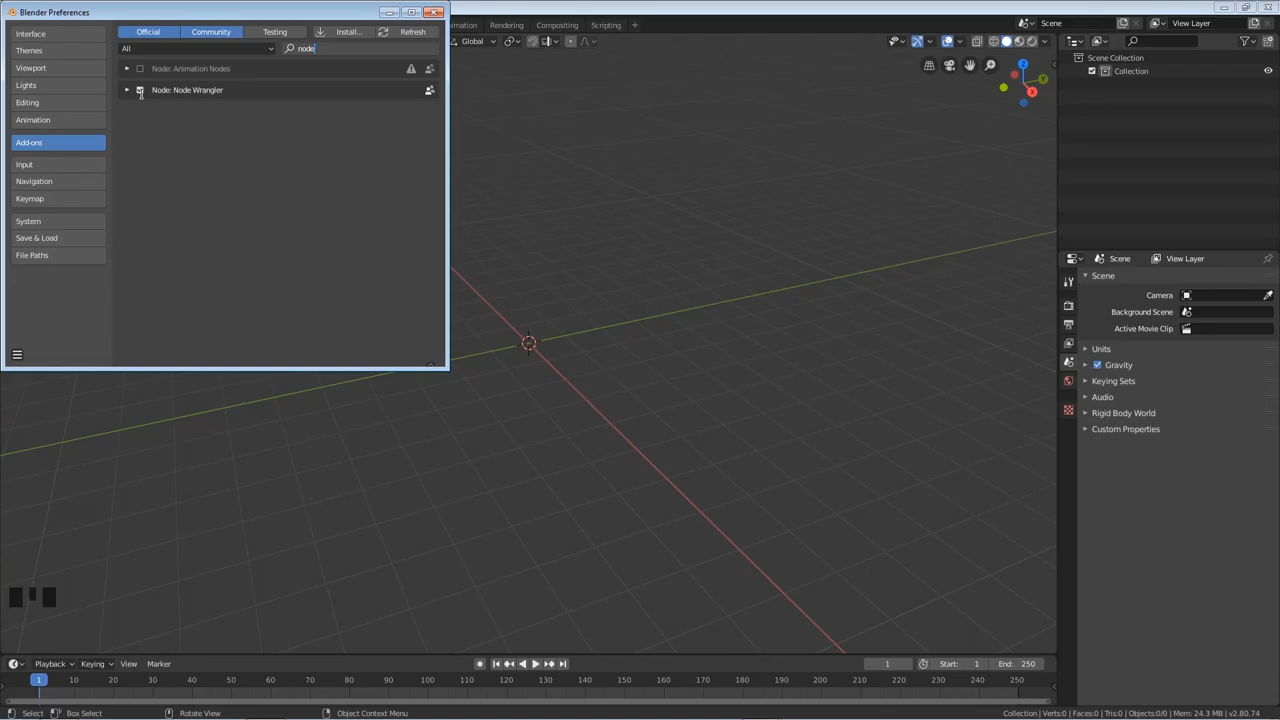 Blender Preferences
Interface
Themes
Viewport
Lights
Editing
Animation
Add-ons
Input
Navigation
Keymap
System
Save & Load
File Paths
Official Community Testing Install... Refresh
All node
Node: Animation Nodes
Node: Node Wrangler
Rendering Compositing Scripting
Global
Scene View Layer
Scene Collection
Collection
Z
Y
X
Scene View Layer
Scene
Camera
Background Scene
Active Movie Clip
Units
Gravity
Keying Sets
Audio
Rigid Body World
Custom Properties
Playback Keying View Marker
1 Start: 1 End: 250
1 10 20 30 40 50 60 70 80 90 100 110 120 130 140 150 160 170 180 190 200 210 220 230 240 250
Select Box Select Rotate View Object Context Menu
Collection | Verts:0 | Faces:0 | Tris:0 | Objects:0/0 | Mem: 24.3 MB | v2.80.74